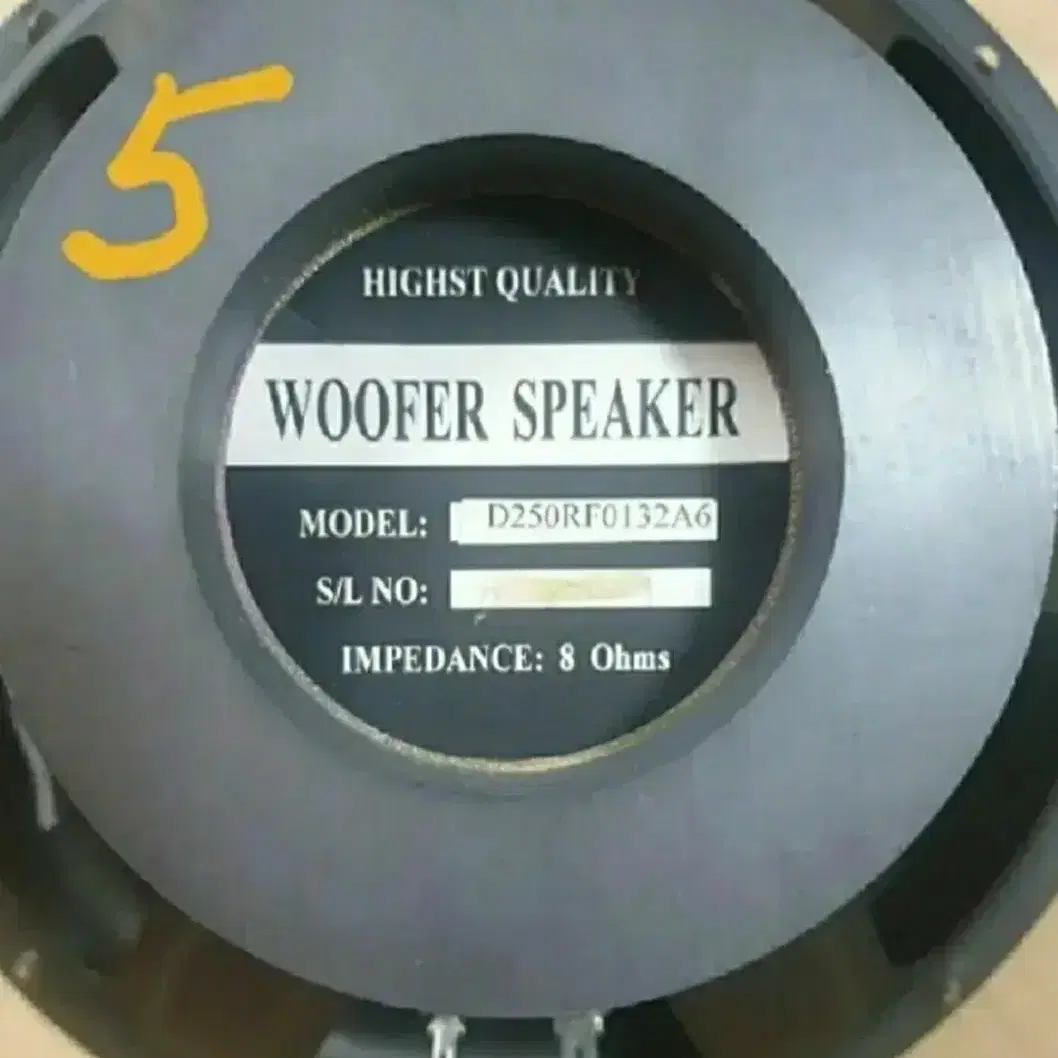 5
HIGHST QUALITY
WOOFER SPEAKER
MODEL: D250RF0132A6
S/L NO:
IMPEDANCE: 8 Ohms